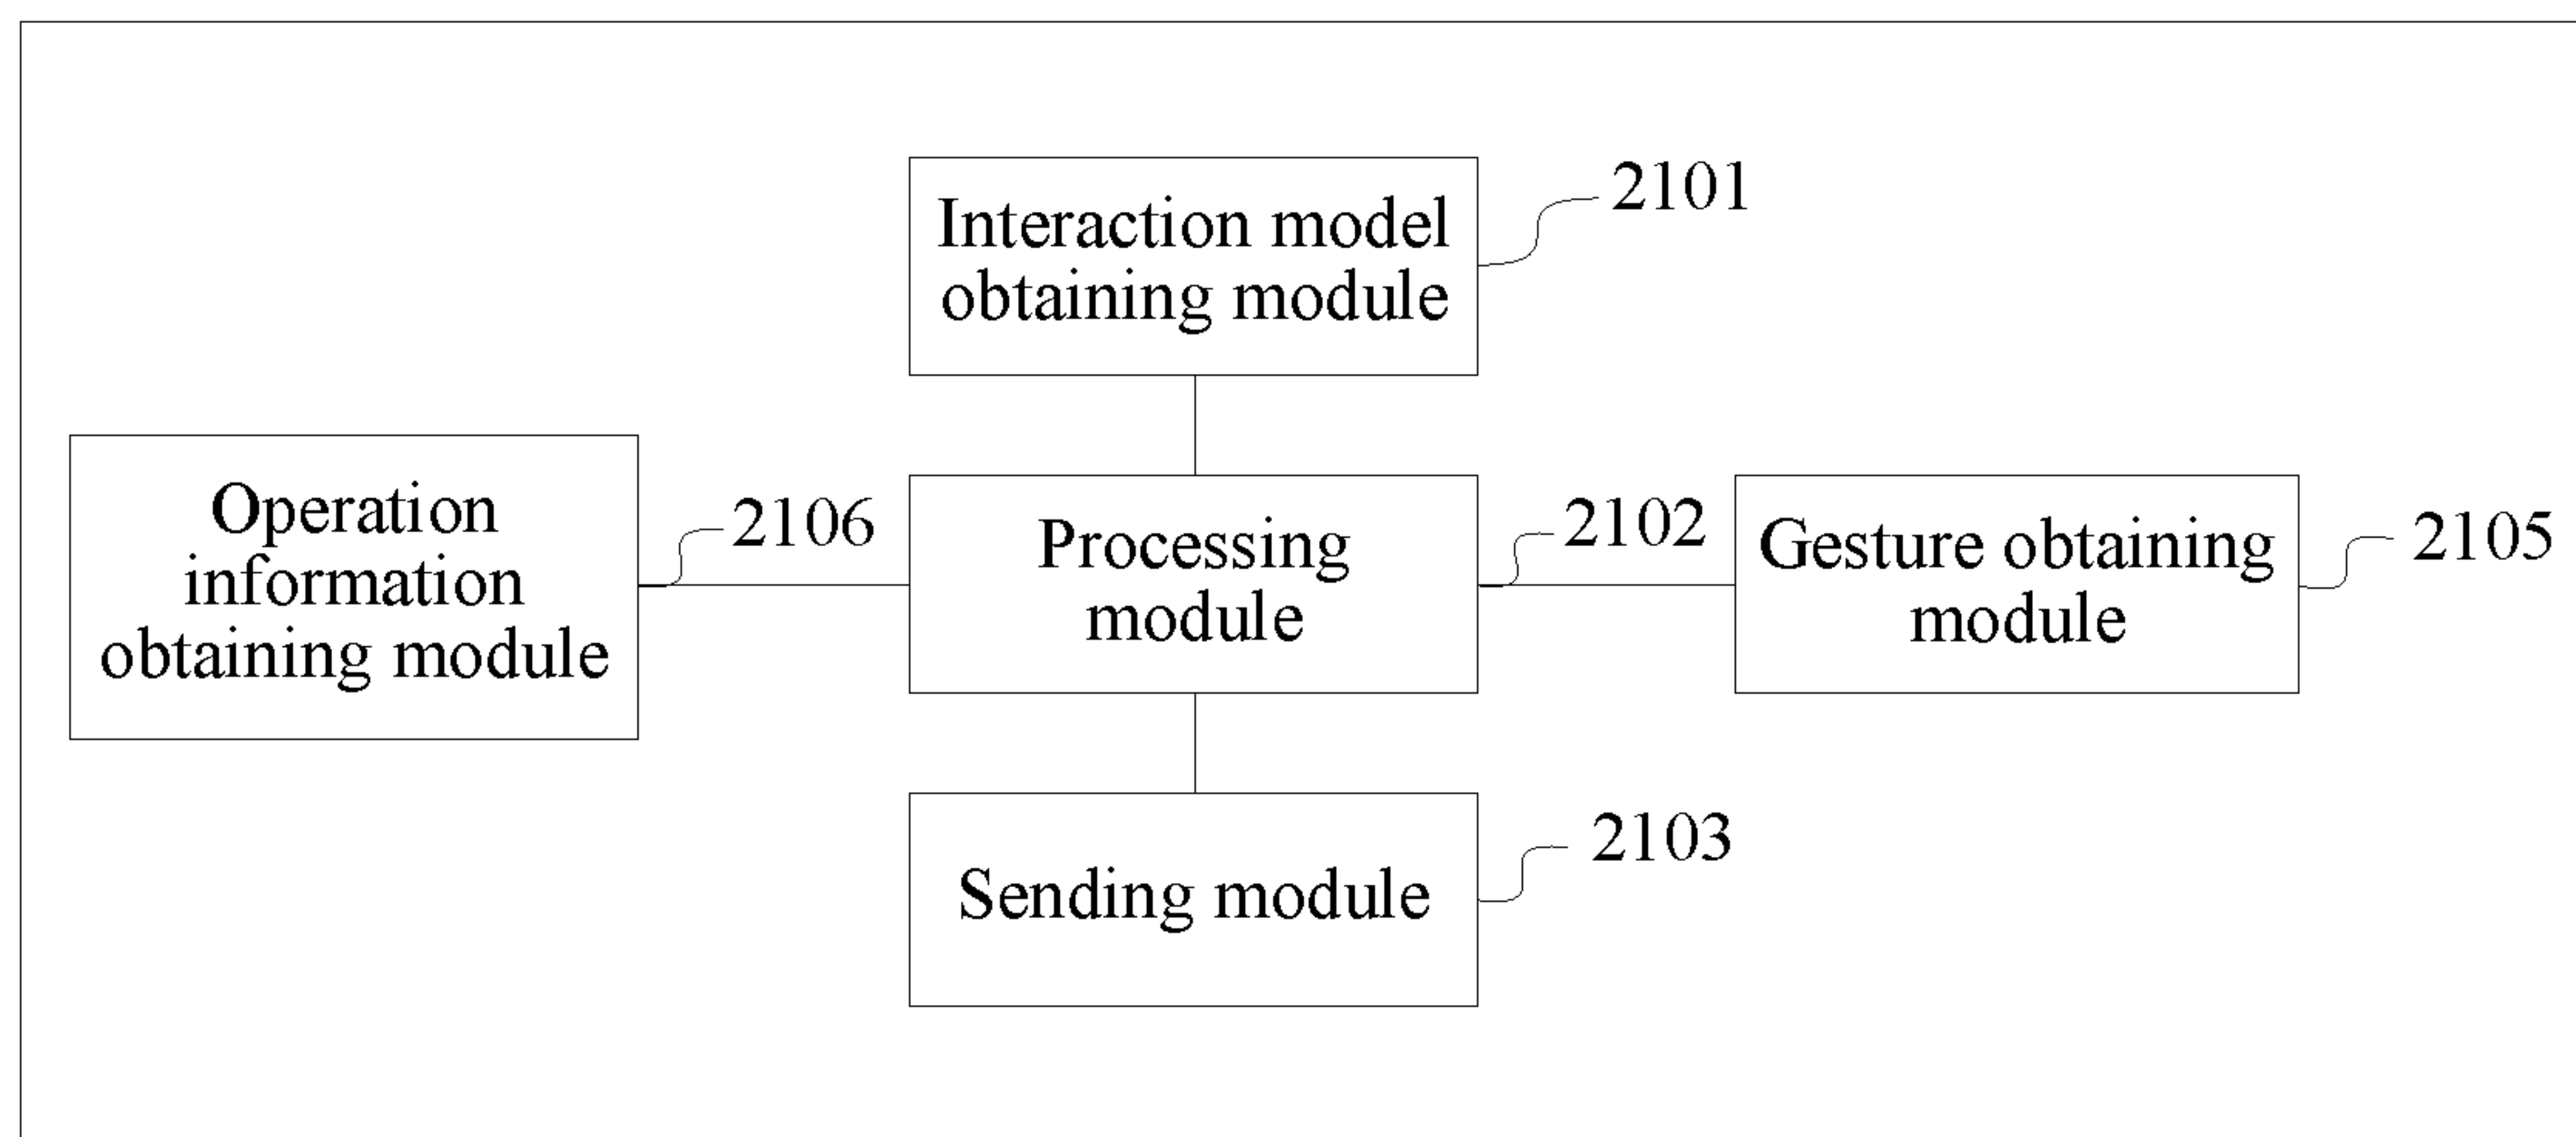 Interaction model
obtaining module
2101
Operation
information
obtaining module
2106
Processing
module
2102
Gesture obtaining
module
2105
Sending module
2103